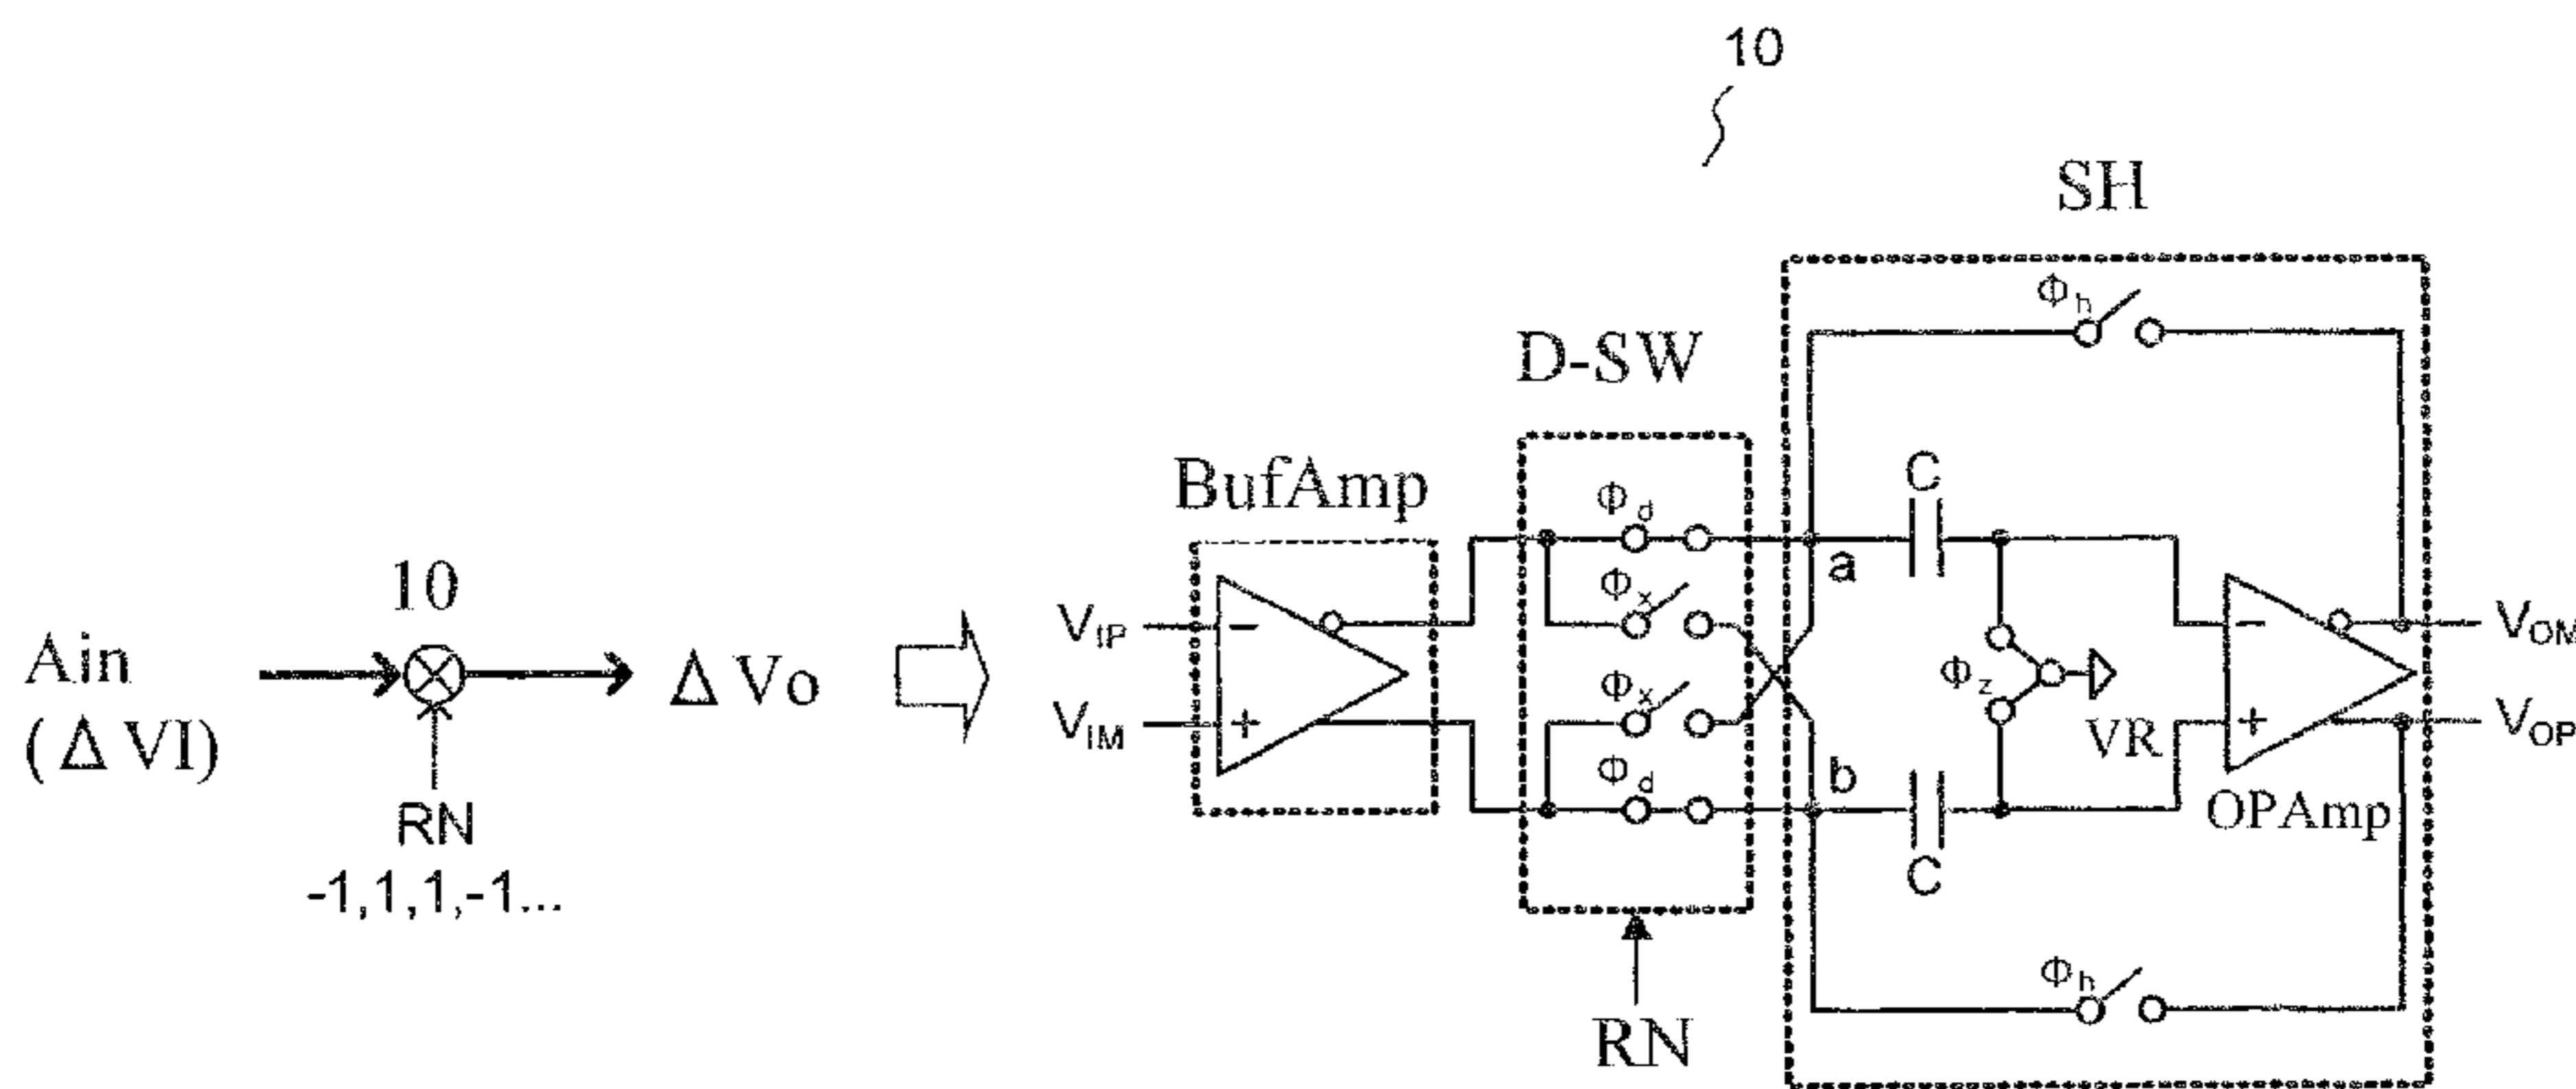 10
SH
Φh
D-SW
BufAmp
Φd
C
a
Φx
10
VIP
−
−
VOM
Ain
ΔVo
Φz
(ΔVI)
VIM
+
Φx
VR
+
VOP
RN
Φd
b
OPAmp
-1,1,1,-1...
C
Φh
RN